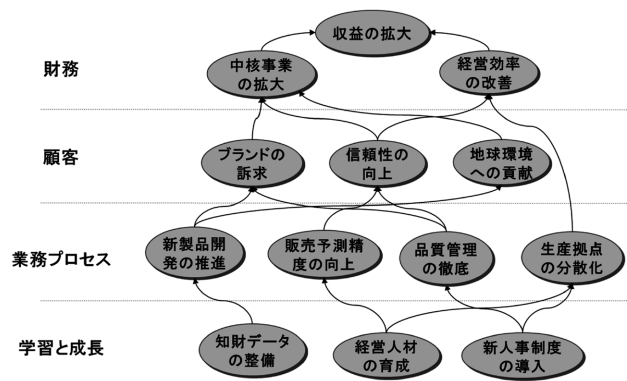 収益の拡大
財務
中核事業
の拡大
経営効率
の改善
顧客
ブランドの
訴求
信頼性の
向上
地球環境
への貢献
業務プロセス
新製品開
発の推進
販売予測精
度の向上
品質管理
の徹底
生産拠点
の分散化
学習と成長
知財データ
の整備
経営人材
の育成
新人事制度
の導入